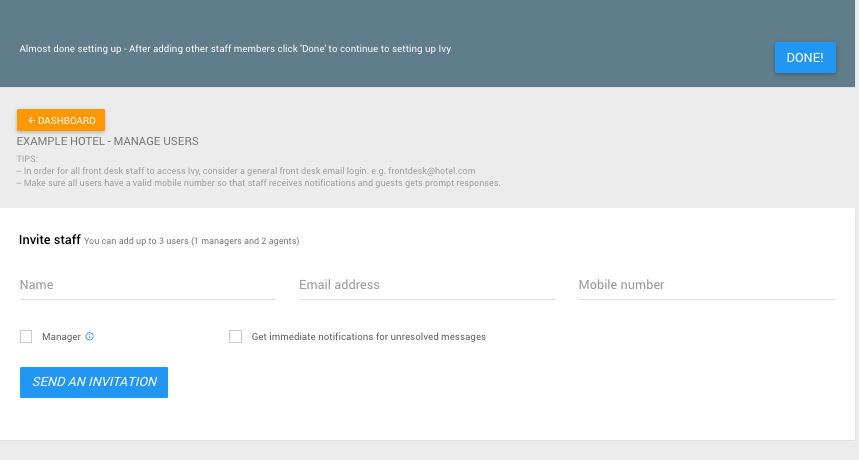 Almost done setting up - After adding other staff members click 'Done' to continue to setting up Ivy
DONE!
← DASHBOARD
EXAMPLE HOTEL - MANAGE USERS
TIPS:
-- In order for all front desk staff to access Ivy, consider a general front desk email login. e.g. frontdesk@hotel.com
-- Make sure all users have a valid mobile number so that staff receives notifications and guests gets prompt responses.
Invite staff You can add up to 3 users (1 managers and 2 agents)
Name Email address Mobile number
Manager Get immediate notifications for unresolved messages
SEND AN INVITATION